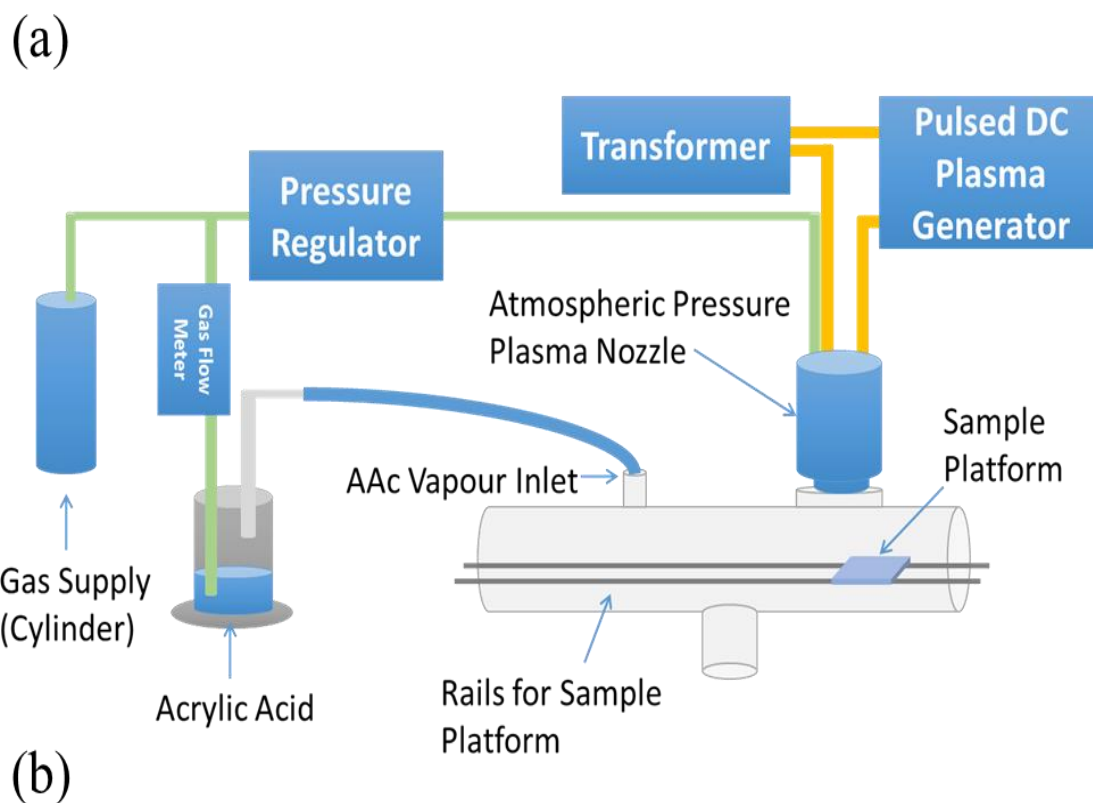 (a)
Transformer
Pulsed DC
Plasma
Generator
Pressure
Regulator
Gas Flow
Meter
Atmospheric Pressure
Plasma Nozzle
Sample
Platform
AAc Vapour Inlet
Gas Supply
(Cylinder)
Acrylic Acid
Rails for Sample
Platform
(b)